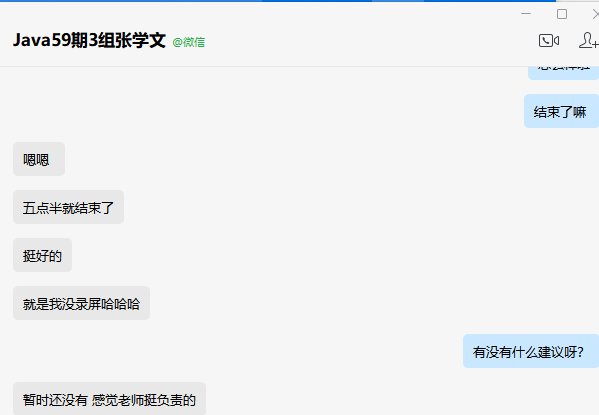 Java59期3组张学文 @微信
结束了嘛
嗯嗯
五点半就结束了
挺好的
就是我没录屏哈哈哈
有没有什么建议呀?
暂时还没有 感觉老师挺负责的